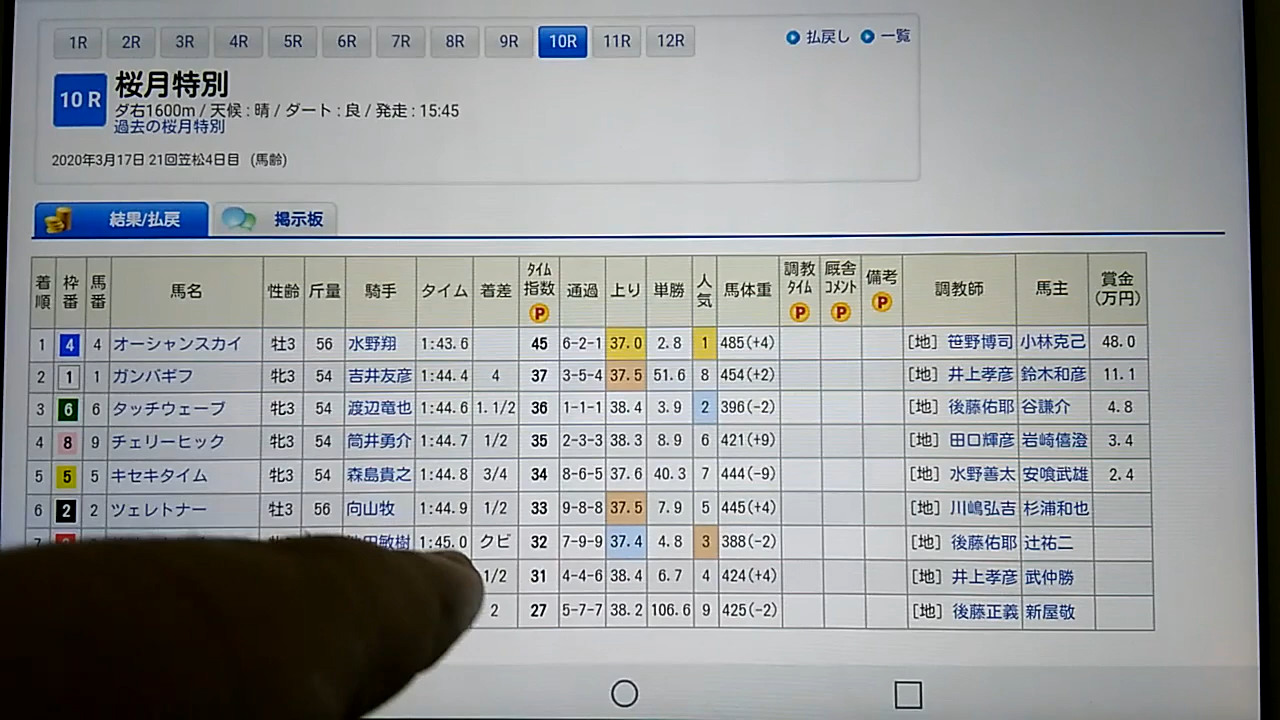 1R 2R 3R 4R 5R 6R 7R 8R 9R 10R 11R 12R 払戻し 一覧
10 R 桜月特別
ダ右1600m / 天候 : 晴 / ダート : 良 / 発走 : 15:45
過去の桜月特別
2020年3月17日 21回笠松4日目 (馬齢)
結果/払戻 掲示板
着順 枠番 馬番 馬名 性齢 斤量 騎手 タイム 着差 ﾀｲﾑ指数 P 通過 上り 単勝 人気 馬体重 調教ﾀｲﾑ P 厩舎ｺﾒﾝﾄ P 備考 P 調教師 馬主 賞金(万円)
1 4 4 オーシャンスカイ 牡3 56 水野翔 1:43.6 45 6-2-1 37.0 2.8 1 485(+4) [地] 笹野博司 小林克己 48.0
2 1 1 ガンバギフ 牝3 54 吉井友彦 1:44.4 4 37 3-5-4 37.5 51.6 8 454(+2) [地] 井上孝彦 鈴木和彦 11.1
3 6 6 タッチウェーブ 牝3 54 渡辺竜也 1:44.6 1.1/2 36 1-1-1 38.4 3.9 2 396(-2) [地] 後藤佑耶 谷謙介 4.8
4 8 9 チェリーヒック 牝3 54 筒井勇介 1:44.7 1/2 35 2-3-3 38.3 8.9 6 421(+9) [地] 田口輝彦 岩崎僖澄 3.4
5 5 5 キセキタイム 牝3 54 森島貴之 1:44.8 3/4 34 8-6-5 37.6 40.3 7 444(-9) [地] 水野善太 安喰武雄 2.4
6 2 2 ツェレトナー 牡3 56 向山牧 1:44.9 1/2 33 9-8-8 37.5 7.9 5 445(+4) [地] 川嶋弘吉 杉浦和也
7 敏樹 1:45.0 クビ 32 7-9-9 37.4 4.8 3 388(-2) [地] 後藤佑耶 辻祐二
1/2 31 4-4-6 38.4 6.7 4 424(+4) [地] 井上孝彦 武仲勝
2 27 5-7-7 38.2 106.6 9 425(-2) [地] 後藤正義 新屋敬